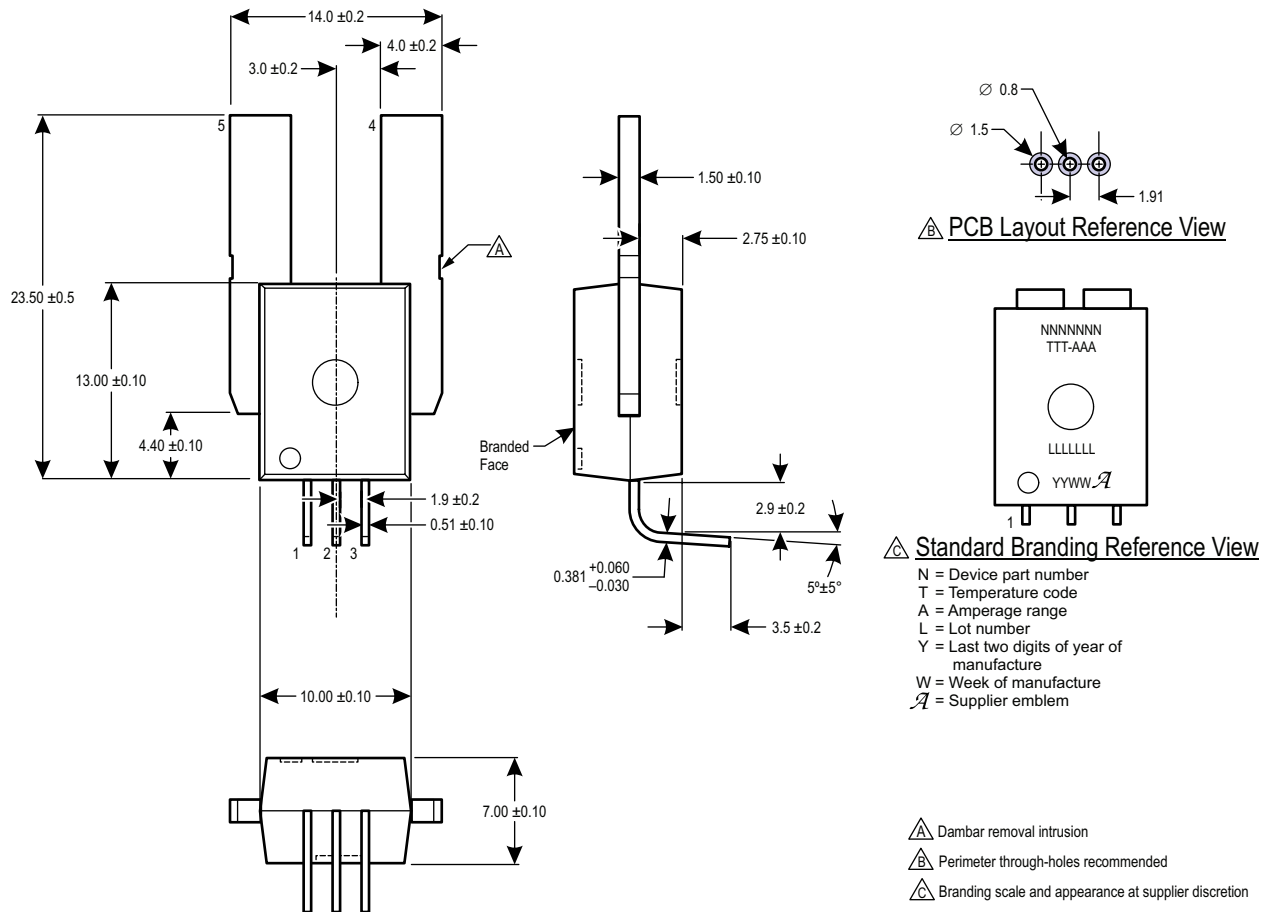 14.0 ±0.2
4.0 ±0.2
3.0 ±0.2
5
4
A
23.50 ±0.5
13.00 ±0.10
4.40 ±0.10
1.9 ±0.2
0.51 ±0.10
1 2 3
10.00 ±0.10
7.00 ±0.10
1.50 ±0.10
2.75 ±0.10
Branded
Face
2.9 ±0.2
0.381 +0.060
–0.030
5º±5°
3.5 ±0.2
∅ 0.8
∅ 1.5
1.91
B PCB Layout Reference View
NNNNNNN
TTT-AAA
LLLLLLL
YYWW A
1
C Standard Branding Reference View
N = Device part number
T = Temperature code
A = Amperage range
L = Lot number
Y = Last two digits of year of
manufacture
W = Week of manufacture
A = Supplier emblem
A Dambar removal intrusion
B Perimeter through-holes recommended
C Branding scale and appearance at supplier discretion